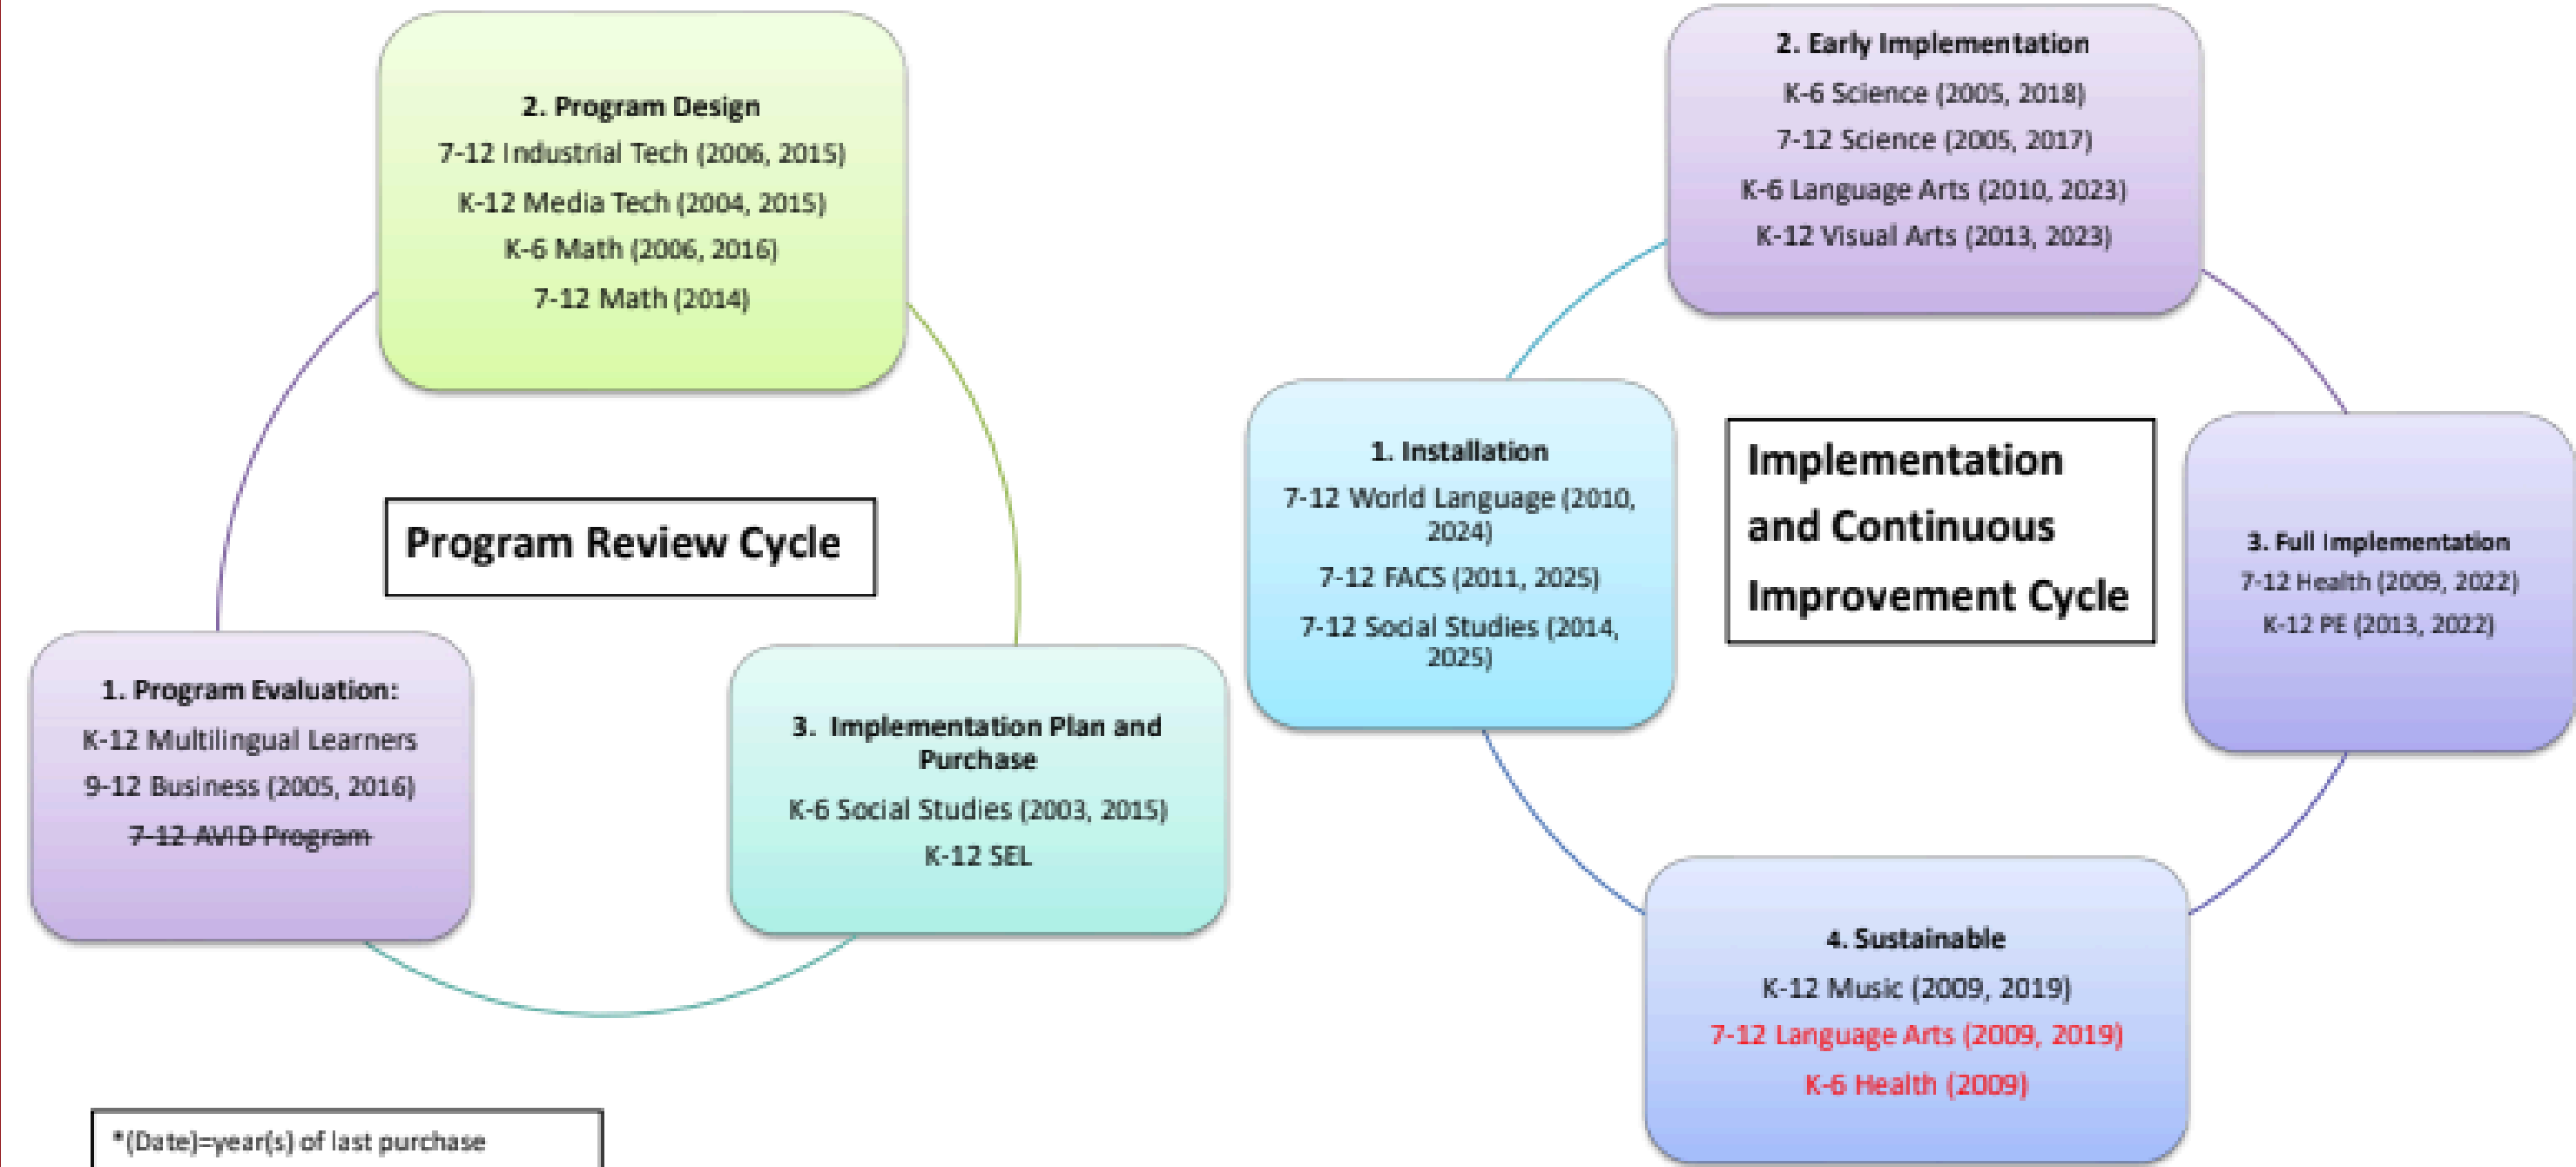 2. Program Design
7-12 Industrial Tech (2006, 2015)
K-12 Media Tech (2004, 2015)
K-6 Math (2006, 2016)
7-12 Math (2014)
Program Review Cycle
1. Program Evaluation:
K-12 Multilingual Learners
9-12 Business (2005, 2016)
7-12 AVID Program
3. Implementation Plan and
Purchase
K-6 Social Studies (2003, 2015)
K-12 SEL
*(Date)=year(s) of last purchase
2. Early Implementation
K-6 Science (2005, 2018)
7-12 Science (2005, 2017)
K-6 Language Arts (2010, 2023)
K-12 Visual Arts (2013, 2023)
1. Installation
7-12 World Language (2010,
2024)
7-12 FACS (2011, 2025)
7-12 Social Studies (2014,
2025)
Implementation
and Continuous
Improvement Cycle
3. Full Implementation
7-12 Health (2009, 2022)
K-12 PE (2013, 2022)
4. Sustainable
K-12 Music (2009, 2019)
7-12 Language Arts (2009, 2019)
K-6 Health (2009)